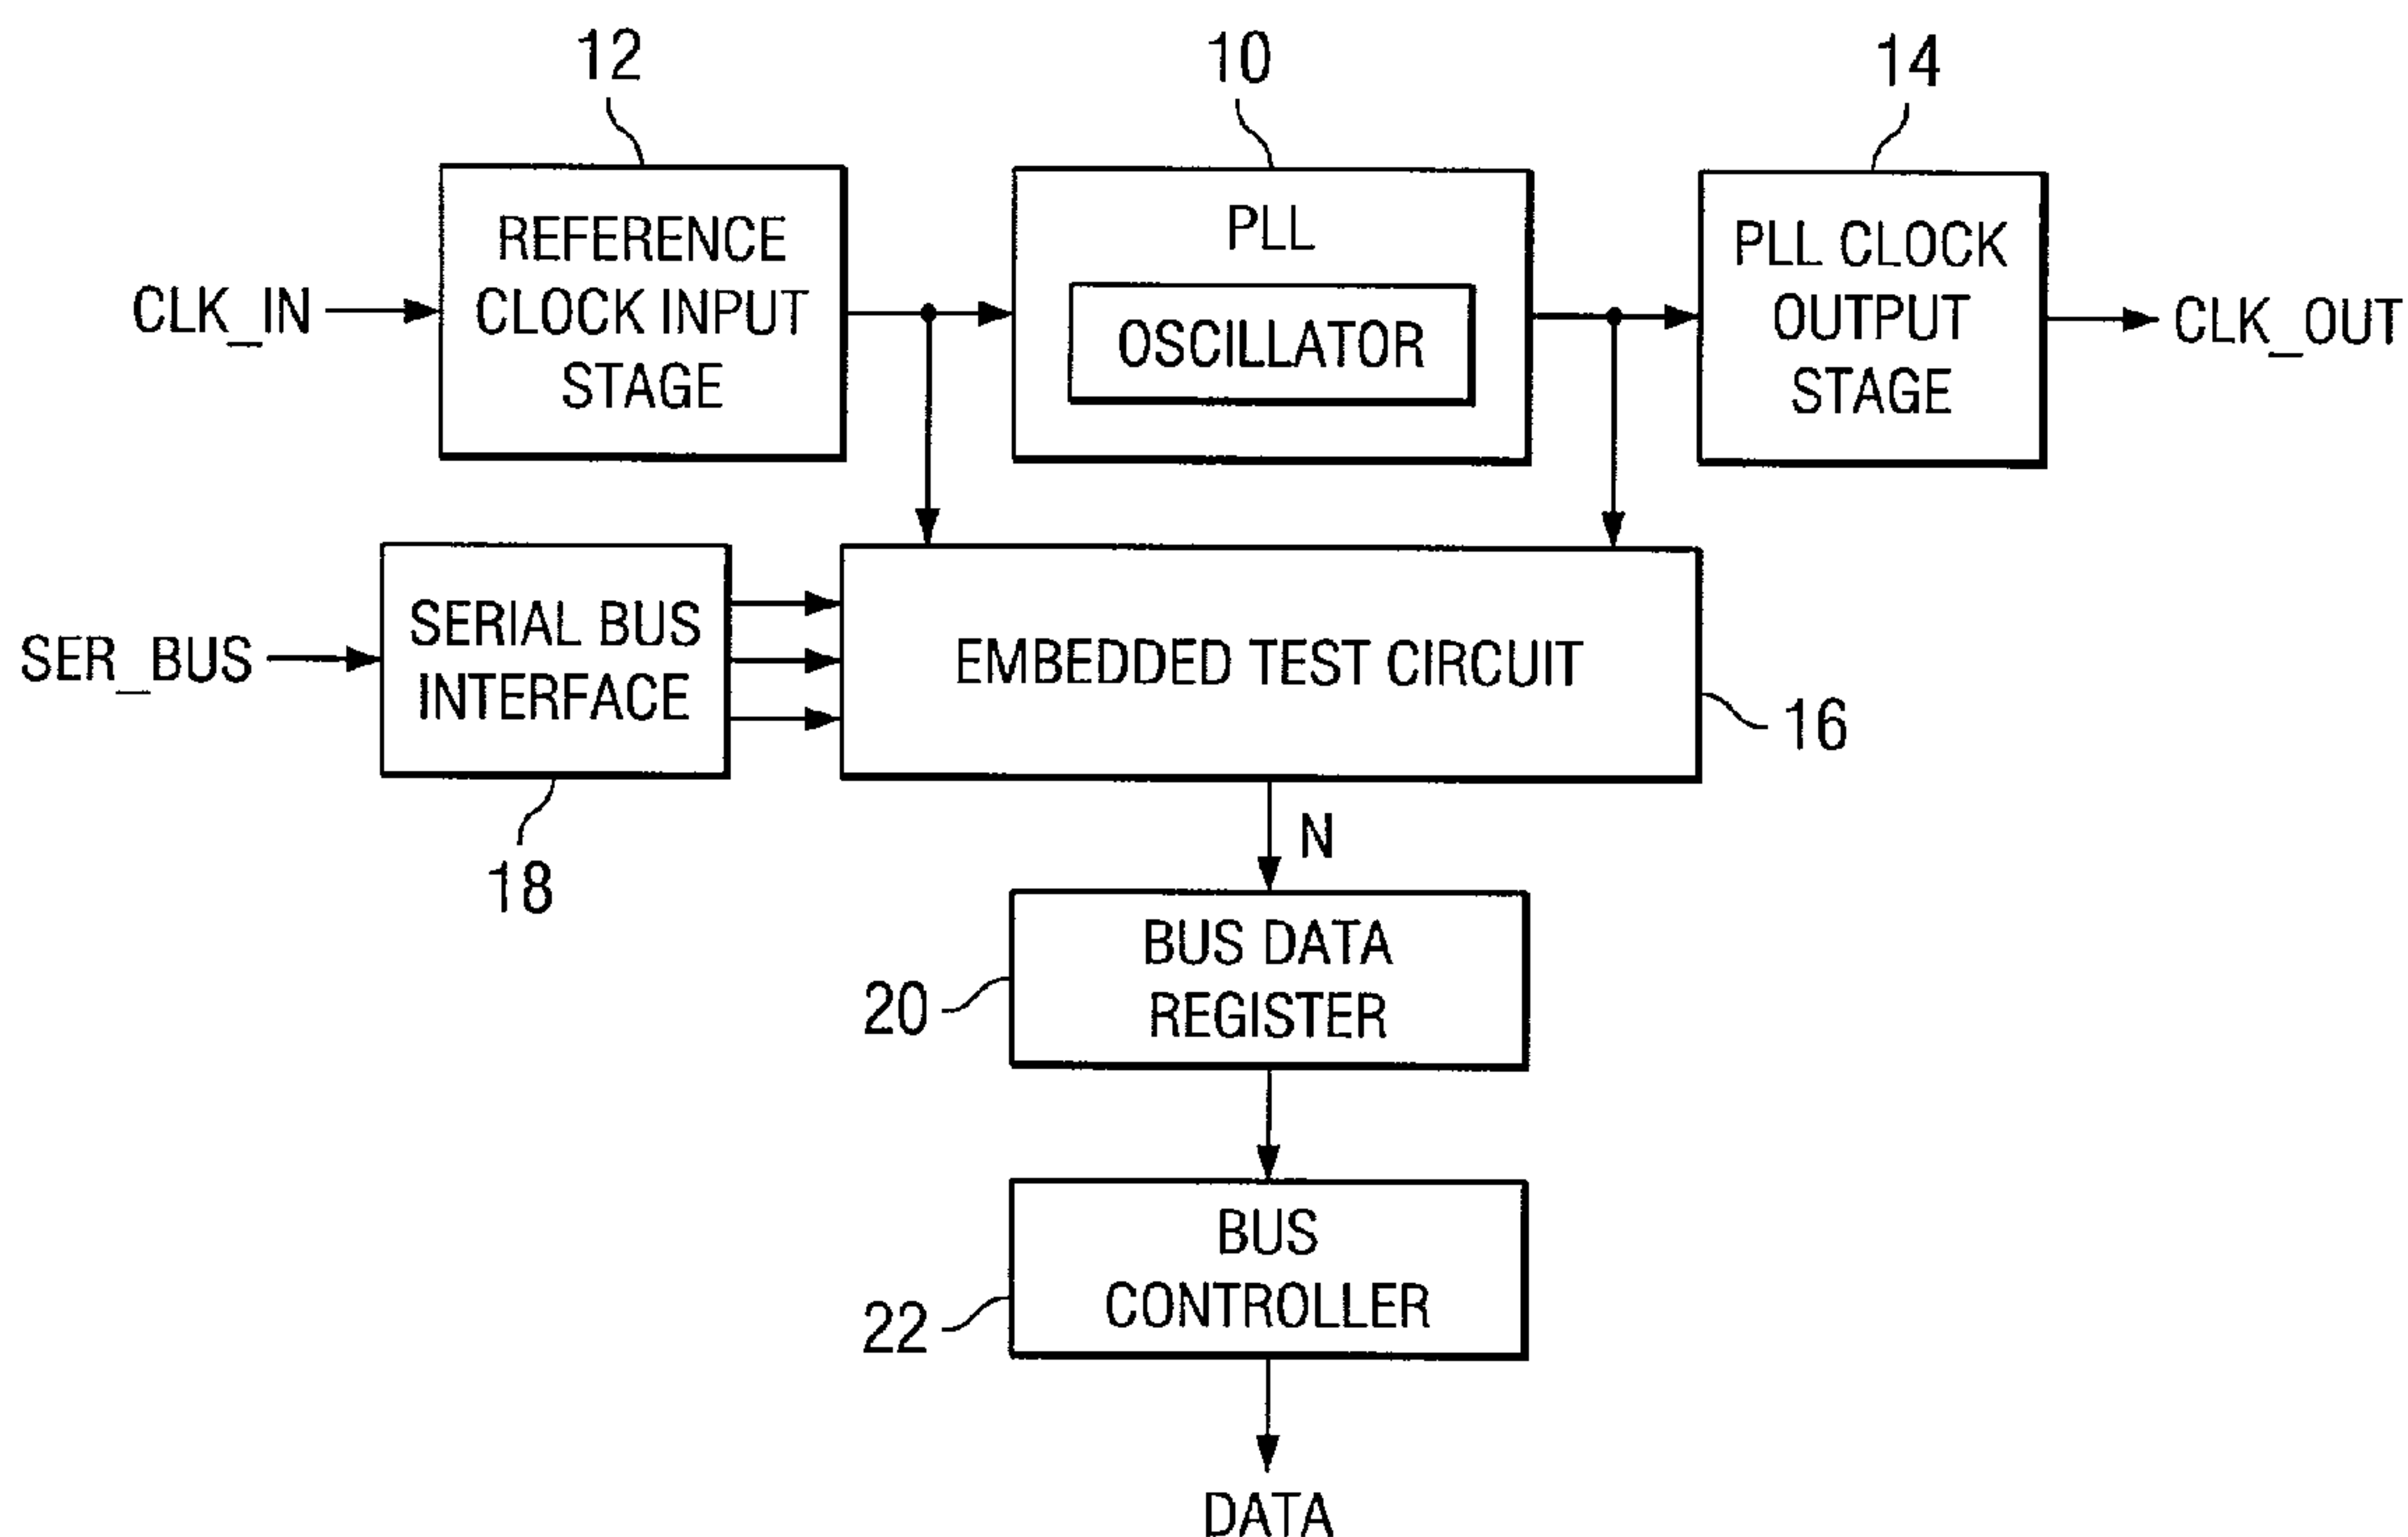 12
10
14
REFERENCE
CLOCK INPUT
STAGE
PLL
OSCILLATOR
PLL CLOCK
OUTPUT
STAGE
CLK_IN
CLK_OUT
SER_BUS
SERIAL BUS
INTERFACE
EMBEDDED TEST CIRCUIT
16
18
N
BUS DATA
REGISTER
20
BUS
CONTROLLER
22
DATA